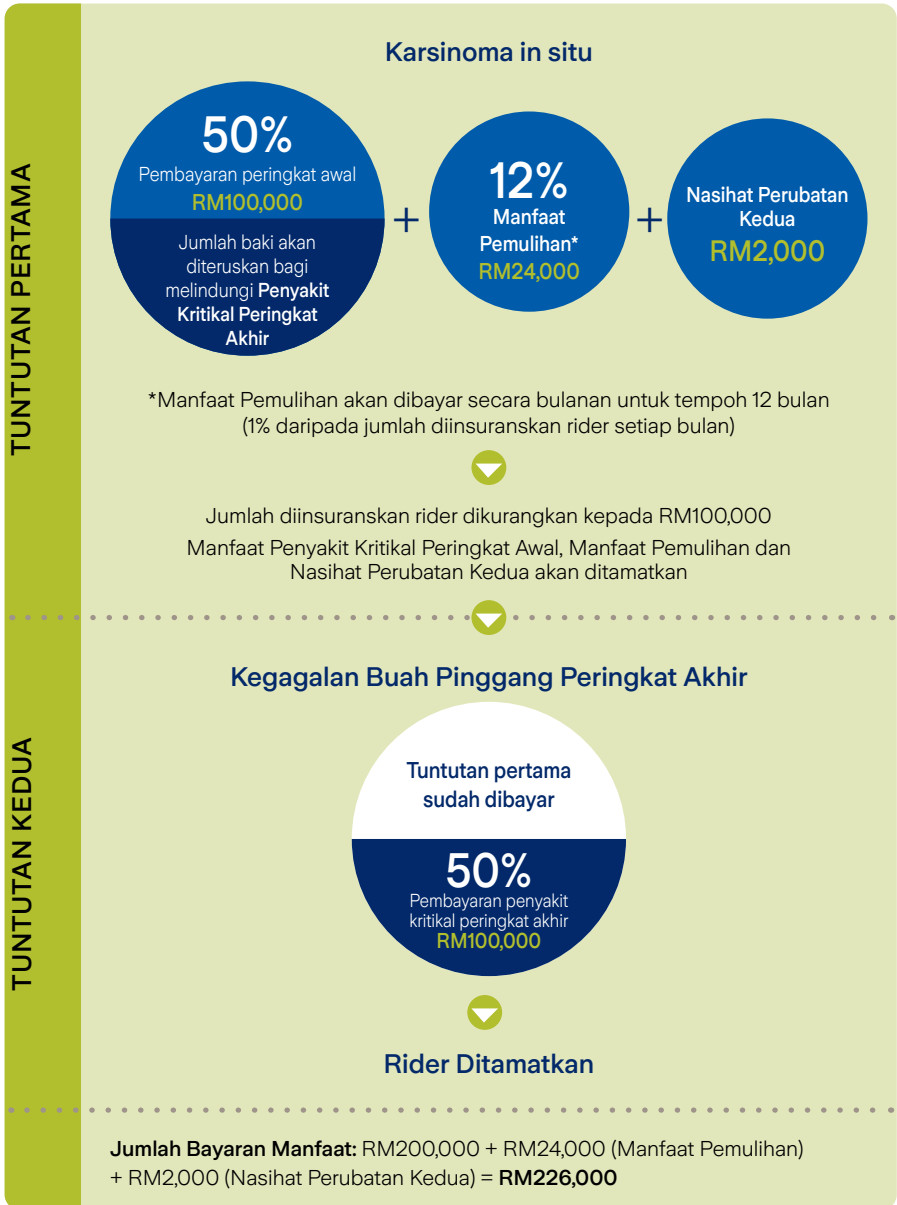 TUNTUTAN PERTAMA
Karsinoma in situ
50%
Pembayaran peringkat awal
RM100,000
Jumlah baki akan
diteruskan bagi
melindungi Penyakit
Kritikal Peringkat
Akhir
+
12%
Manfaat
Pemulihan*
RM24,000
+
Nasihat Perubatan
Kedua
RM2,000
*Manfaat Pemulihan akan dibayar secara bulanan untuk tempoh 12 bulan
(1% daripada jumlah diinsuranskan rider setiap bulan)
Jumlah diinsuranskan rider dikurangkan kepada RM100,000
Manfaat Penyakit Kritikal Peringkat Awal, Manfaat Pemulihan dan
Nasihat Perubatan Kedua akan ditamatkan
TUNTUTAN KEDUA
Kegagalan Buah Pinggang Peringkat Akhir
Tuntutan pertama
sudah dibayar
50%
Pembayaran penyakit
kritikal peringkat akhir
RM100,000
Rider Ditamatkan
Jumlah Bayaran Manfaat: RM200,000 + RM24,000 (Manfaat Pemulihan)
+ RM2,000 (Nasihat Perubatan Kedua) = RM226,000